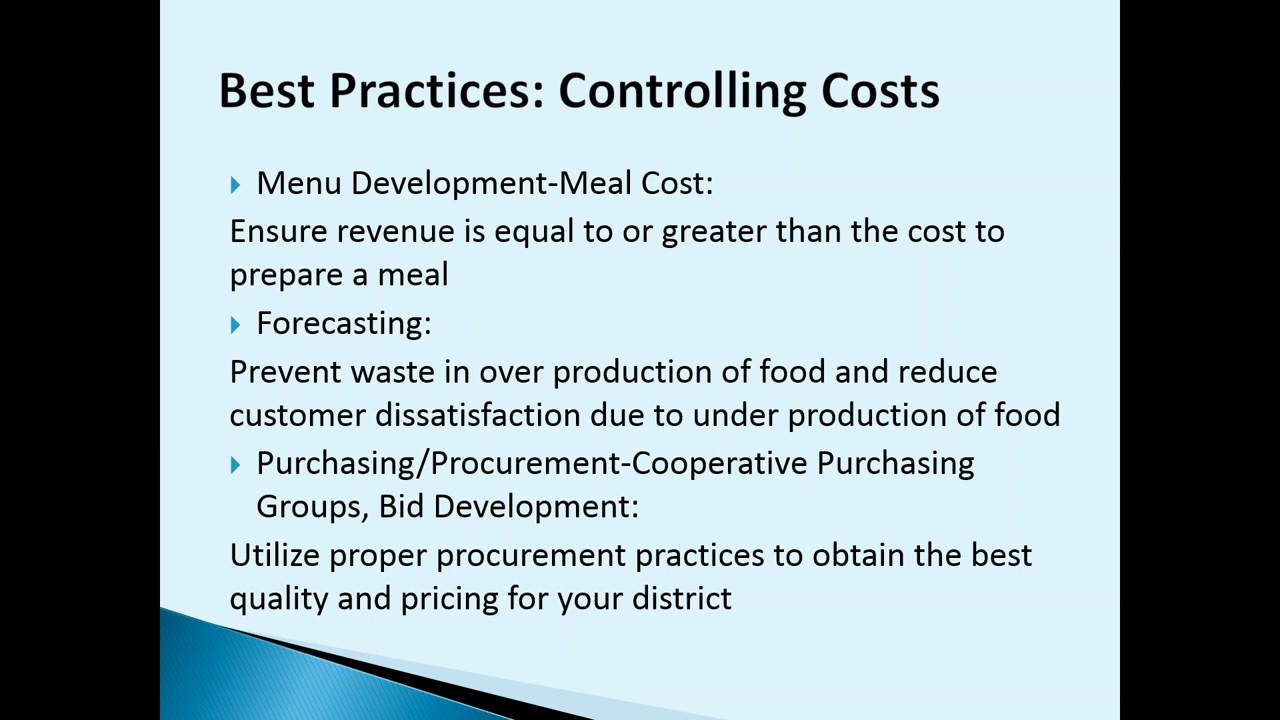 Best Practices: Controlling Costs
Menu Development-Meal Cost:
Ensure revenue is equal to or greater than the cost to
prepare a meal
Forecasting:
Prevent waste in over production of food and reduce
customer dissatisfaction due to under production of food
Purchasing/Procurement-Cooperative Purchasing
Groups, Bid Development:
Utilize proper procurement practices to obtain the best
quality and pricing for your district